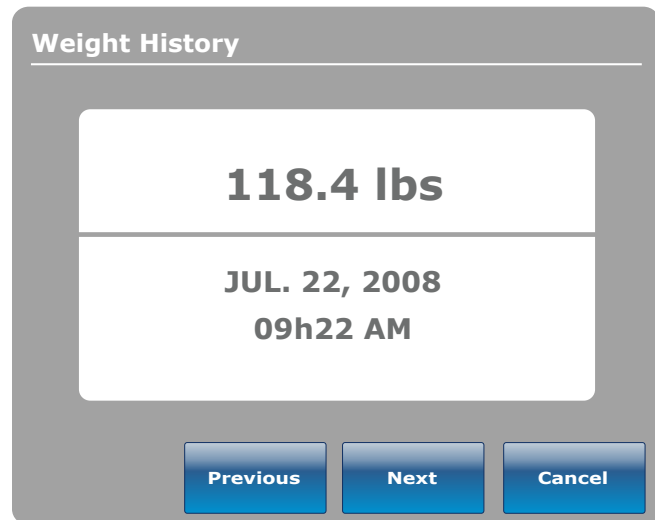 Weight History
118.4 lbs
JUL. 22, 2008
09h22 AM
Previous Next Cancel